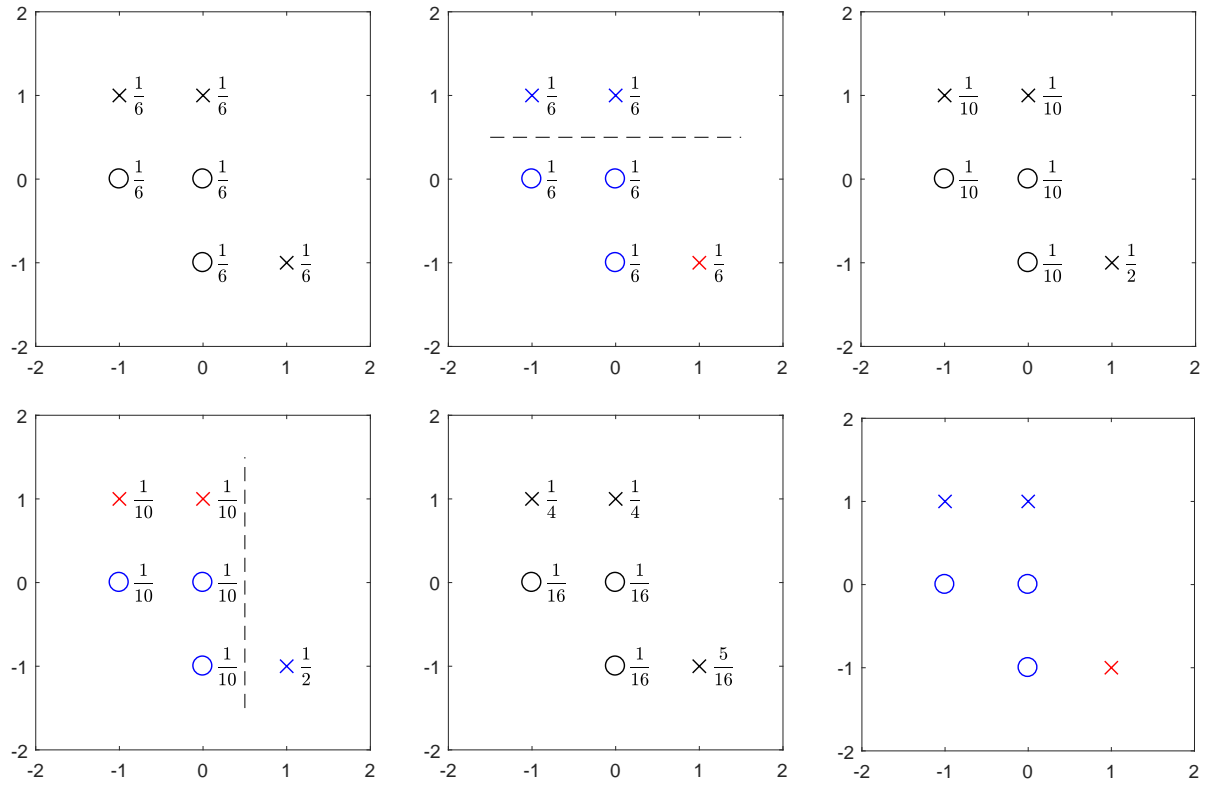 2 2 2
1 1/6 1/6 1 1/6 1/6 1 1/10 1/10
0 1/6 1/6 0 1/6 1/6 0 1/10 1/10
-1 1/6 1/6 -1 1/6 1/6 -1 1/10 1/2
-2 -2 -2
-2 -1 0 1 2 -2 -1 0 1 2 -2 -1 0 1 2
2 2 2
1 1/10 1/10 1 1/4 1/4 1
0 1/10 1/10 0 1/16 1/16 0
-1 1/10 1/2 -1 1/16 5/16 -1
-2 -2 -2
-2 -1 0 1 2 -2 -1 0 1 2 -2 -1 0 1 2